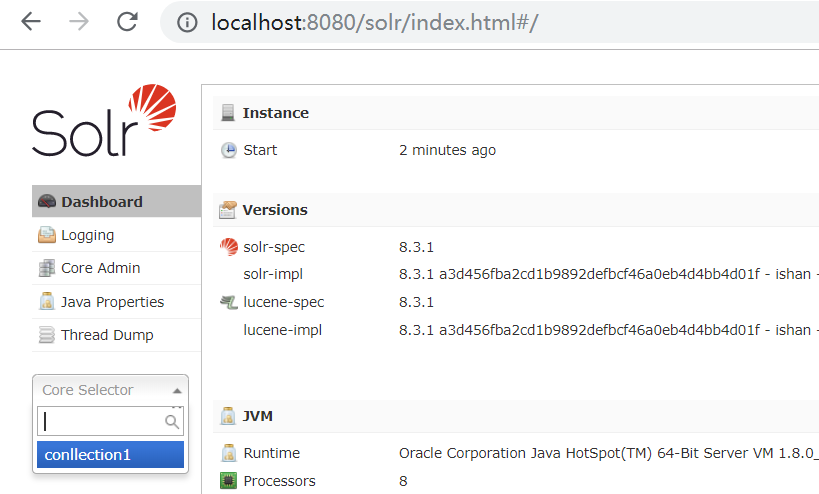 localhost:8080/solr/index.html#/
Solr
Dashboard
Logging
Core Admin
Java Properties
Thread Dump
Core Selector
conllection1
Instance
Start 2 minutes ago
Versions
solr-spec 8.3.1
solr-impl 8.3.1 a3d456fba2cd1b9892defbcf46a0eb4d4bb4d01f - ishan -
lucene-spec 8.3.1
lucene-impl 8.3.1 a3d456fba2cd1b9892defbcf46a0eb4d4bb4d01f - ishan -
JVM
Runtime Oracle Corporation Java HotSpot(TM) 64-Bit Server VM 1.8.0_
Processors 8